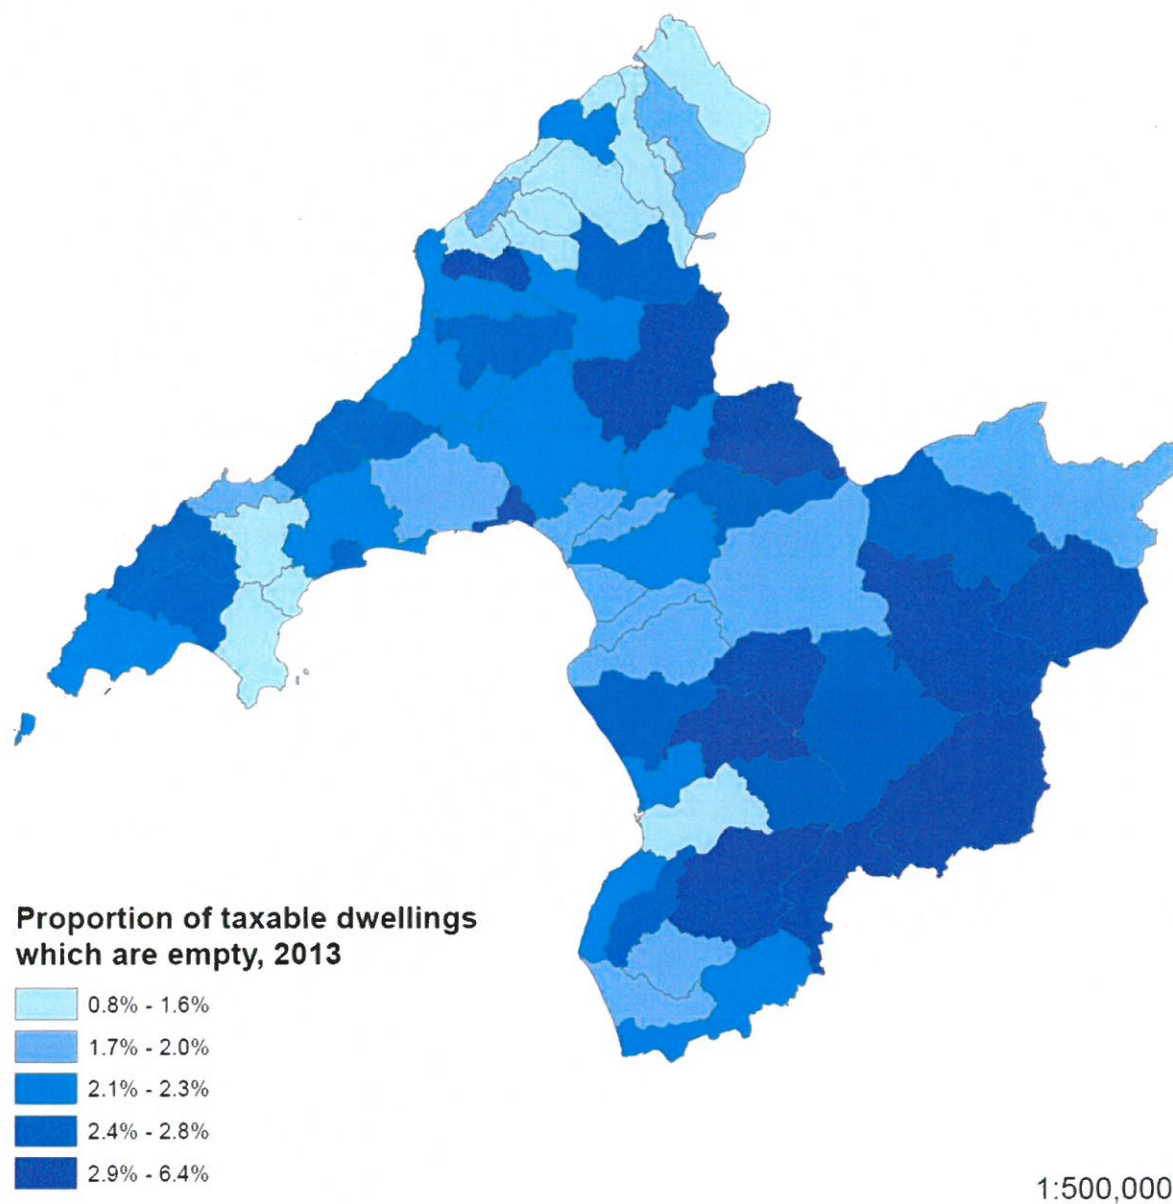 Proportion of taxable dwellings
which are empty, 2013
0.8% - 1.6%
1.7% - 2.0%
2.1% - 2.3%
2.4% - 2.8%
2.9% - 6.4%
1:500,000